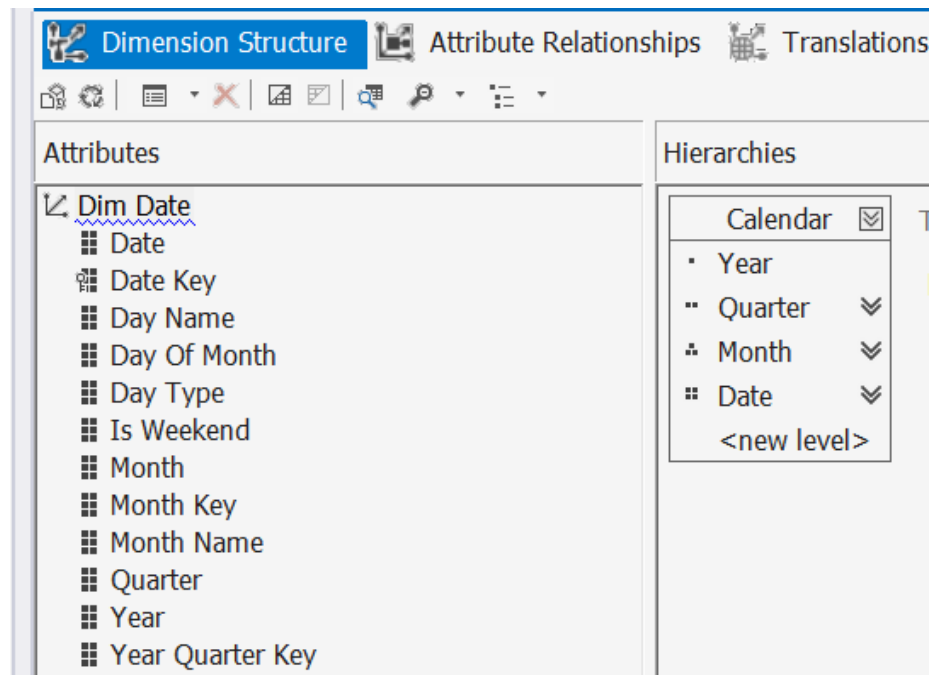 Dimension Structure Attribute Relationships Translations
Attributes
Hierarchies
Dim Date
Date
Date Key
Day Name
Day Of Month
Day Type
Is Weekend
Month
Month Key
Month Name
Quarter
Year
Year Quarter Key
Calendar
Year
Quarter
Month
Date
<new level>